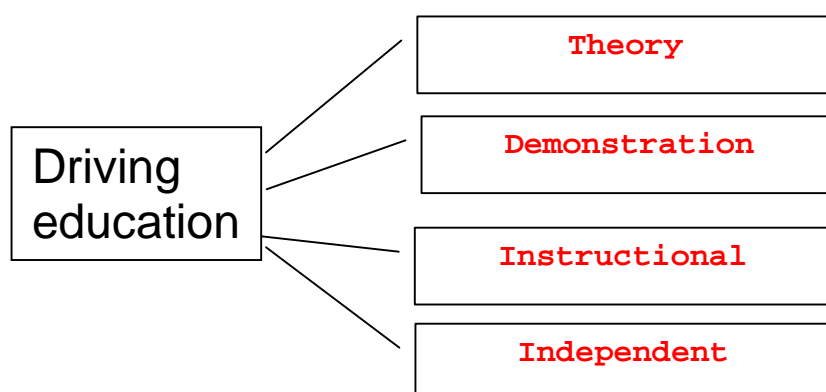 Theory
Demonstration
Driving
education
Instructional
Independent